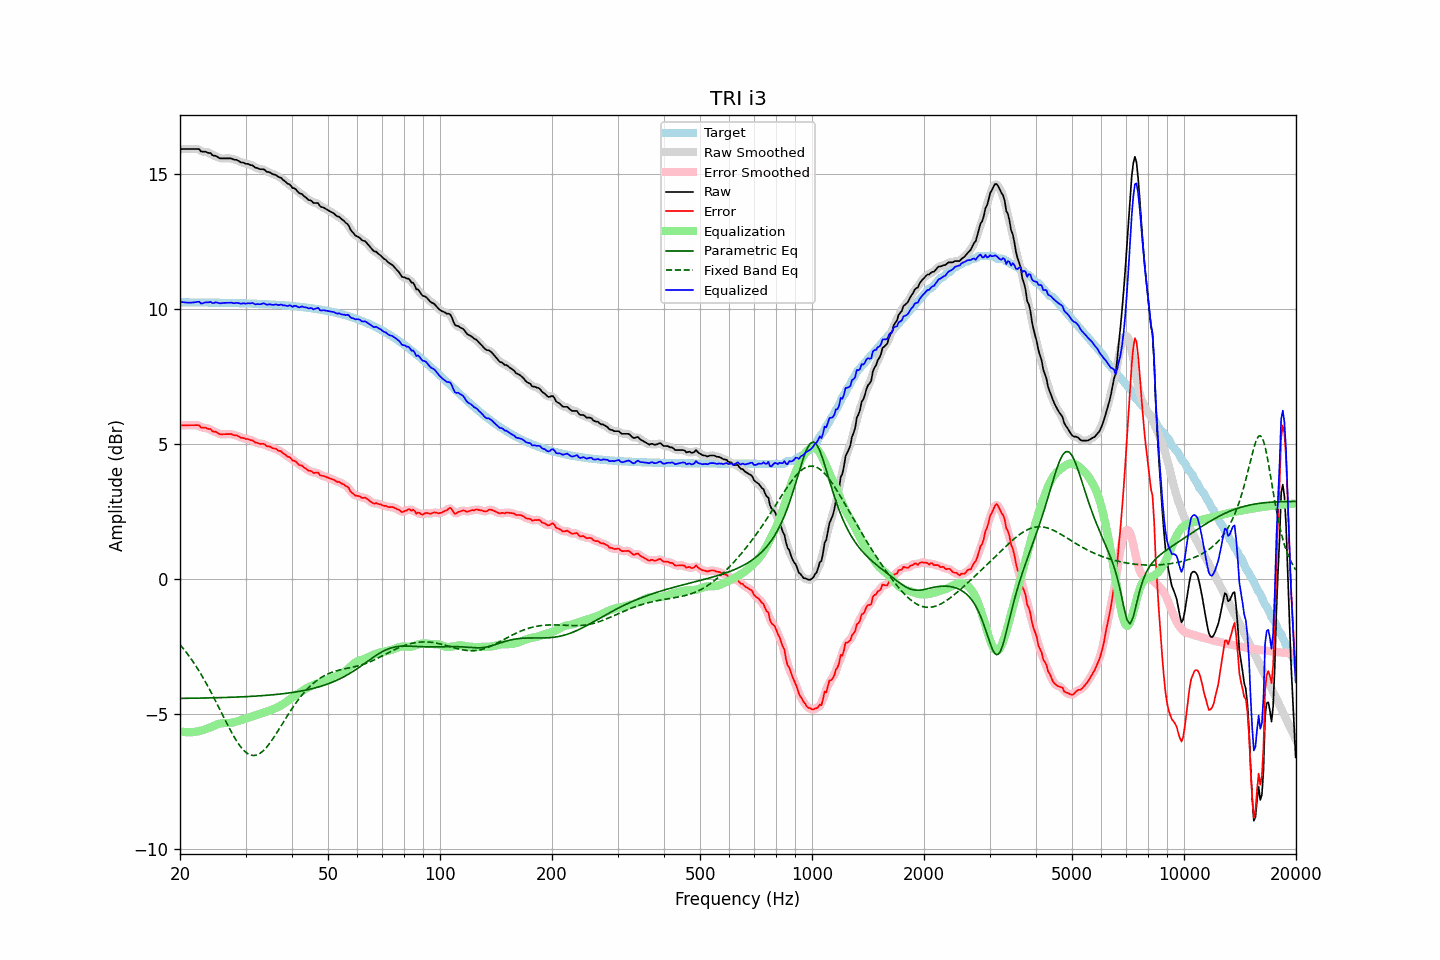 TRI i3
Target
Raw Smoothed
Error Smoothed
Raw
Error
Equalization
Parametric Eq
Fixed Band Eq
Equalized
Amplitude (dBr)
15
10
5
0
−5
−10
20
50
100
200
500
1000
2000
5000
10000
20000
Frequency (Hz)